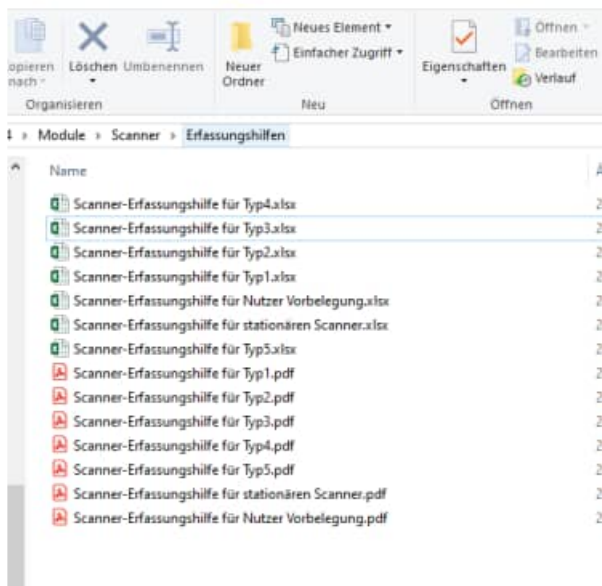 Neues Element
Einfacher Zugriff
Löschen
Umbenennen
Neuer
Ordner
Eigenschaften
Öffnen
Bearbeiten
Verlauf
Organisieren
Neu
Öffnen
Module
Scanner
Erfassungshilfen
Name
Scanner-Erfassungshilfe für Typ4.xlsx
Scanner-Erfassungshilfe für Typ3.xlsx
Scanner-Erfassungshilfe für Typ2.xlsx
Scanner-Erfassungshilfe für Typ1.xlsx
Scanner-Erfassungshilfe für Nutzer Vorbelegung.xlsx
Scanner-Erfassungshilfe für stationären Scanner.xlsx
Scanner-Erfassungshilfe für Typ5.xlsx
Scanner-Erfassungshilfe für Typ1.pdf
Scanner-Erfassungshilfe für Typ2.pdf
Scanner-Erfassungshilfe für Typ3.pdf
Scanner-Erfassungshilfe für Typ4.pdf
Scanner-Erfassungshilfe für Typ5.pdf
Scanner-Erfassungshilfe für stationären Scanner.pdf
Scanner-Erfassungshilfe für Nutzer Vorbelegung.pdf